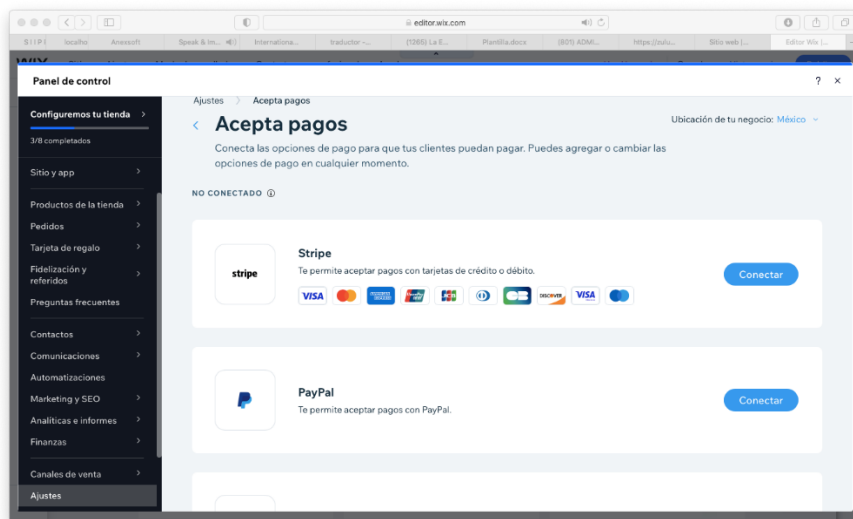 editor.wix.com
SIIPI
localho
Anexsoft
Speak & Im...
Internationa...
traductor -...
(1265) La E...
Plantilla.docx
(801) ADMI...
https://zulu...
Sitio web |...
Editor Wix |...
Panel de control
? ×
Configuremos tu tienda
3/8 completados
Sitio y app
Productos de la tienda
Pedidos
Tarjeta de regalo
Fidelización y
referidos
Preguntas frecuentes
Contactos
Comunicaciones
Automatizaciones
Marketing y SEO
Analíticas e informes
Finanzas
Canales de venta
Ajustes
Ajustes > Acepta pagos
Acepta pagos
Ubicación de tu negocio: México
Conecta las opciones de pago para que tus clientes puedan pagar. Puedes agregar o cambiar las
opciones de pago en cualquier momento.
NO CONECTADO
stripe
Stripe
Te permite aceptar pagos con tarjetas de crédito o débito.
VISA
JCB
CB
DISCOVER
VISA
Conectar
PayPal
Te permite aceptar pagos con PayPal.
Conectar